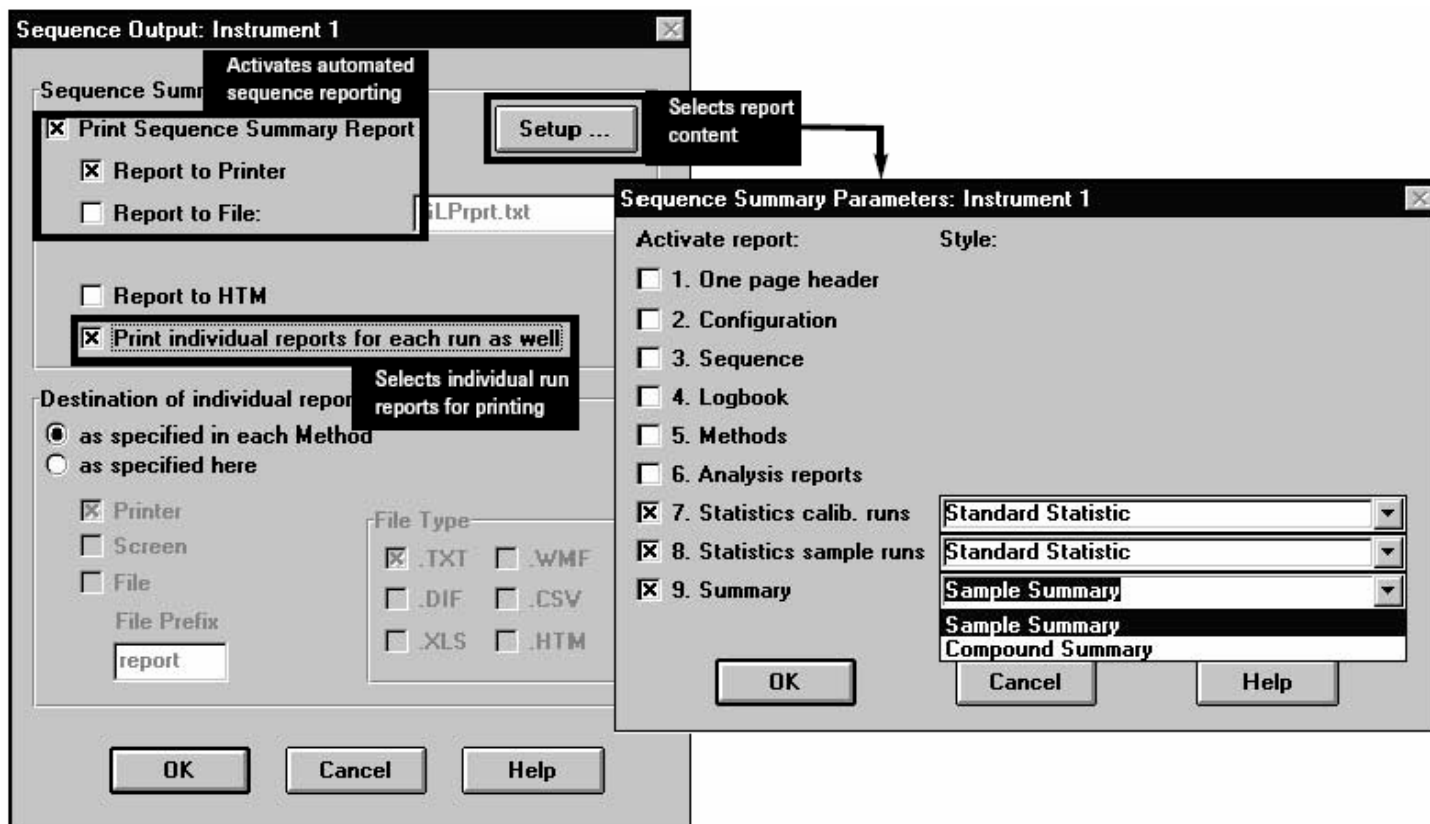 Sequence Output: Instrument 1
Activates automated
sequence reporting
Sequence Summ
Print Sequence Summary Report
Setup ...
Selects report
content
Report to Printer
Report to File:
GLPrprt.txt
Report to HTM
Print individual reports for each run as well
Selects individual run
reports for printing
Destination of individual repor
as specified in each Method
as specified here
Printer
Screen
File
File Prefix
report
File Type
.TXT
.WMF
.DIF
.CSV
.XLS
.HTM
OK
Cancel
Help
Sequence Summary Parameters: Instrument 1
Activate report:
Style:
1. One page header
2. Configuration
3. Sequence
4. Logbook
5. Methods
6. Analysis reports
7. Statistics calib. runs
Standard Statistic
8. Statistics sample runs
Standard Statistic
9. Summary
Sample Summary
Sample Summary
Compound Summary
OK
Cancel
Help